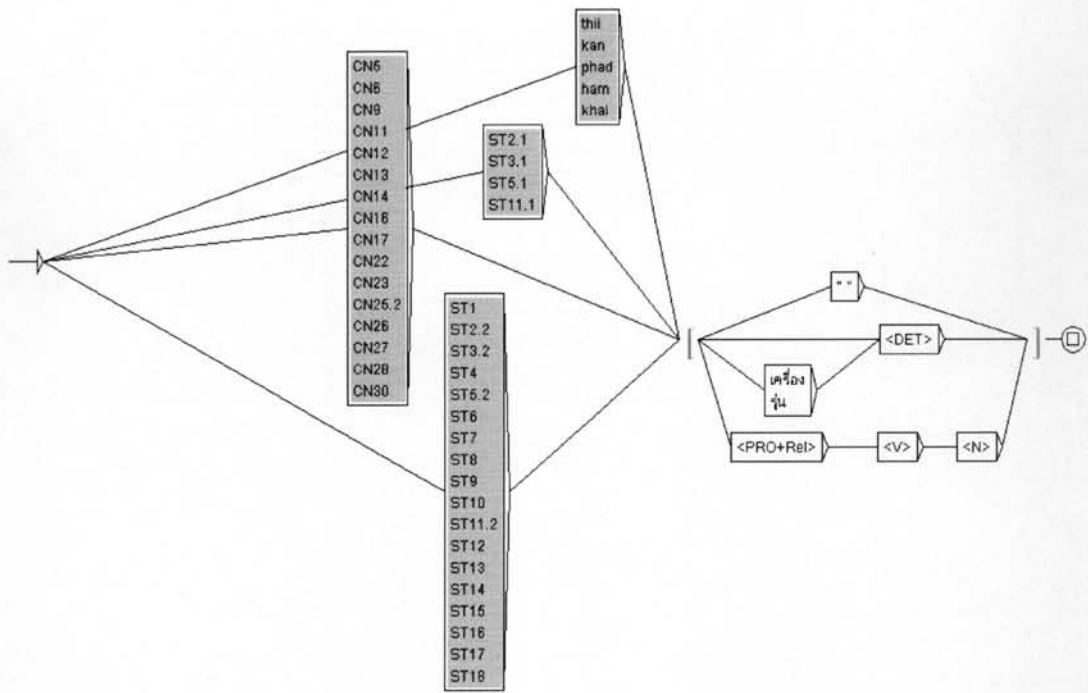 CN5
CN6
CN9
CN11
CN12
CN13
CN14
CN16
CN17
CN22
CN23
CN25.2
CN26
CN27
CN28
CN30
thii
kan
phad
ham
khai
ST2.1
ST3.1
ST5.1
ST11.1
ST1
ST2.2
ST3.2
ST4
ST5.2
ST6
ST7
ST8
ST9
ST10
ST11.2
ST12
ST13
ST14
ST15
ST16
ST17
ST18
[
" "
<DET>
เครื่อง
รุ่น
<PRO+Rel>
<V>
<N>
]